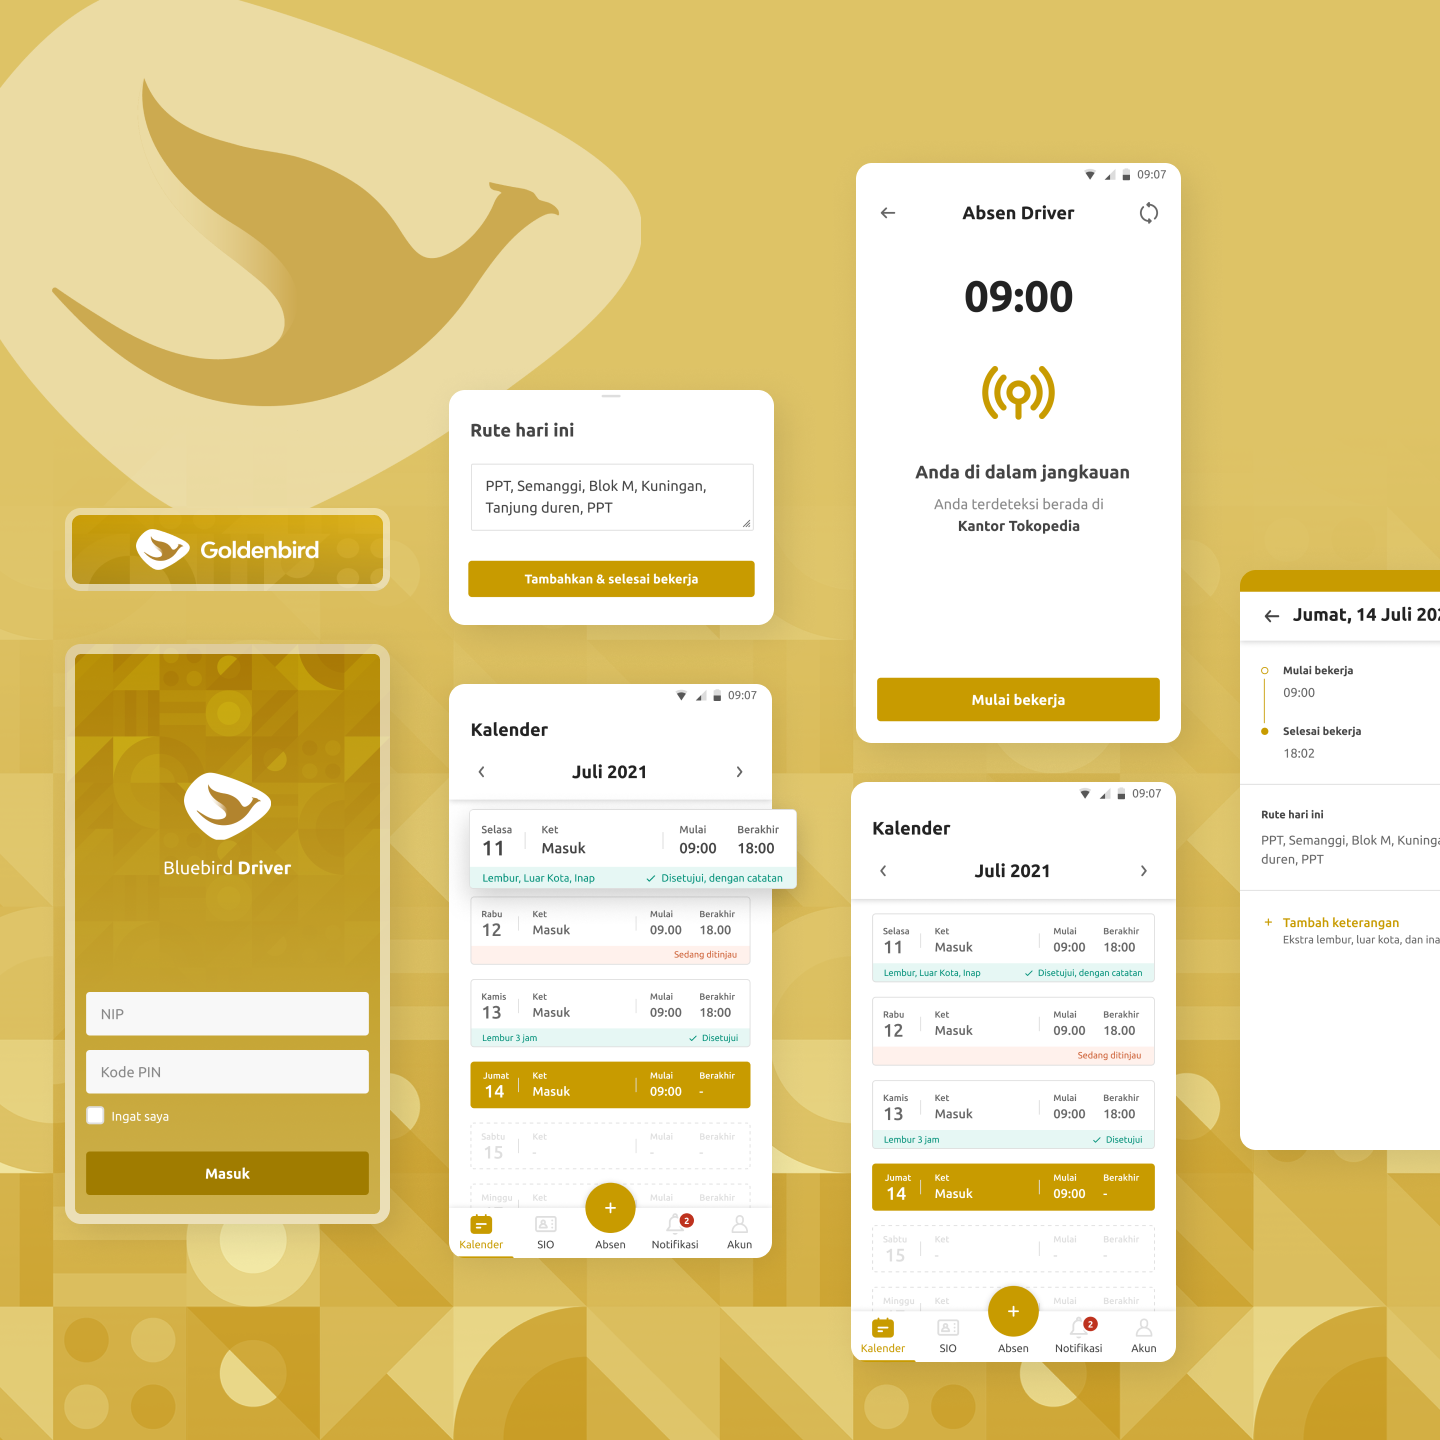 Goldenbird
Bluebird Driver
NIP
Kode PIN
Ingat saya
Masuk
Rute hari ini
PPT, Semanggi, Blok M, Kuningan,
Tanjung duren, PPT
Tambahkan & selesai bekerja
09:07
Kalender
Juli 2021
Selasa Ket Mulai Berakhir
11 Masuk 09:00 18:00
Lembur, Luar Kota, Inap Disetujui, dengan catatan
Rabu Ket Mulai Berakhir
12 Masuk 09.00 18.00
Sedang ditinjau
Kamis Ket Mulai Berakhir
13 Masuk 09:00 18:00
Lembur 3 jam Disetujui
Jumat Ket Mulai Berakhir
14 Masuk 09:00 -
Sabtu Ket Mulai Berakhir
15 - - -
Minggu Ket Mulai Berakhir
+
2
Kalender SIO Absen Notifikasi Akun
09:07
Absen Driver
09:00
Anda di dalam jangkauan
Anda terdeteksi berada di
Kantor Tokopedia
Mulai bekerja
09:07
Kalender
Juli 2021
Selasa Ket Mulai Berakhir
11 Masuk 09:00 18:00
Lembur, Luar Kota, Inap Disetujui, dengan catatan
Rabu Ket Mulai Berakhir
12 Masuk 09.00 18.00
Sedang ditinjau
Kamis Ket Mulai Berakhir
13 Masuk 09:00 18:00
Lembur 3 jam Disetujui
Jumat Ket Mulai Berakhir
14 Masuk 09:00 -
Sabtu Ket Mulai Berakhir
15 - - -
Minggu Ket Mulai Berakhir
+
2
Kalender SIO Absen Notifikasi Akun
Jumat, 14 Juli
Mulai bekerja
09:00
Selesai bekerja
18:02
Rute hari ini
PPT, Semanggi, Blok M,
duren, PPT
+ Tambah keterangan
Ekstra lembur, luar kota, dan